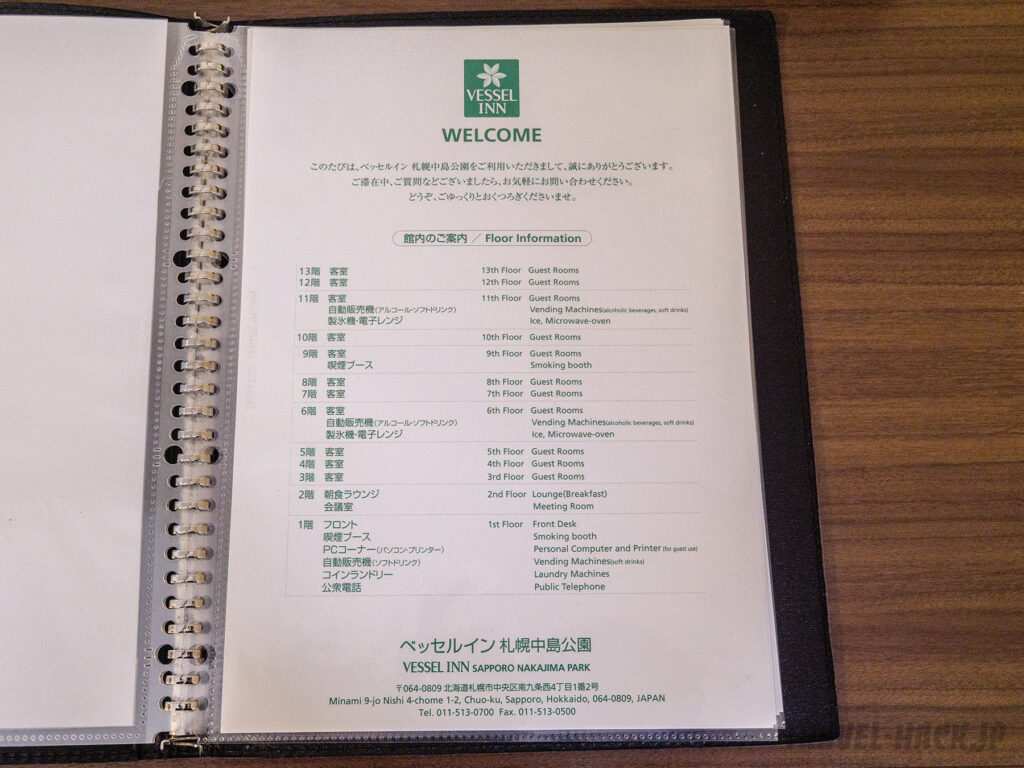 VESSEL
INN
WELCOME
このたびは、ベッセルイン 札幌中島公園をご利用いただきまして、誠にありがとうございます。
ご滞在中、ご質問などございましたら、お気軽にお問い合わせください。
どうぞ、ごゆっくりとおくつろぎくださいませ。
館内のご案内 / Floor Information
13階 客室 13th Floor Guest Rooms
12階 客室 12th Floor Guest Rooms
11階 客室 11th Floor Guest Rooms
自動販売機(アルコール・ソフトドリンク) Vending Machines(alcoholic beverages, soft drinks)
製氷機・電子レンジ Ice, Microwave-oven
10階 客室 10th Floor Guest Rooms
9階 客室 9th Floor Guest Rooms
喫煙ブース Smoking booth
8階 客室 8th Floor Guest Rooms
7階 客室 7th Floor Guest Rooms
6階 客室 6th Floor Guest Rooms
自動販売機(アルコール・ソフトドリンク) Vending Machines(alcoholic beverages, soft drinks)
製氷機・電子レンジ Ice, Microwave-oven
5階 客室 5th Floor Guest Rooms
4階 客室 4th Floor Guest Rooms
3階 客室 3rd Floor Guest Rooms
2階 朝食ラウンジ 2nd Floor Lounge(Breakfast)
会議室 Meeting Room
1階 フロント 1st Floor Front Desk
喫煙ブース Smoking booth
PCコーナー(パソコン・プリンター) Personal Computer and Printer (for guest use)
自動販売機(ソフトドリンク) Vending Machines(soft drinks)
コインランドリー Laundry Machines
公衆電話 Public Telephone
ベッセルイン 札幌中島公園
VESSEL INN SAPPORO NAKAJIMA PARK
〒064-0809 北海道札幌市中央区南九条西4丁目1番2号
Minami 9-jo Nishi 4-chome 1-2, Chuo-ku, Sapporo, Hokkaido, 064-0809, JAPAN
Tel. 011-513-0700 Fax. 011-513-0500